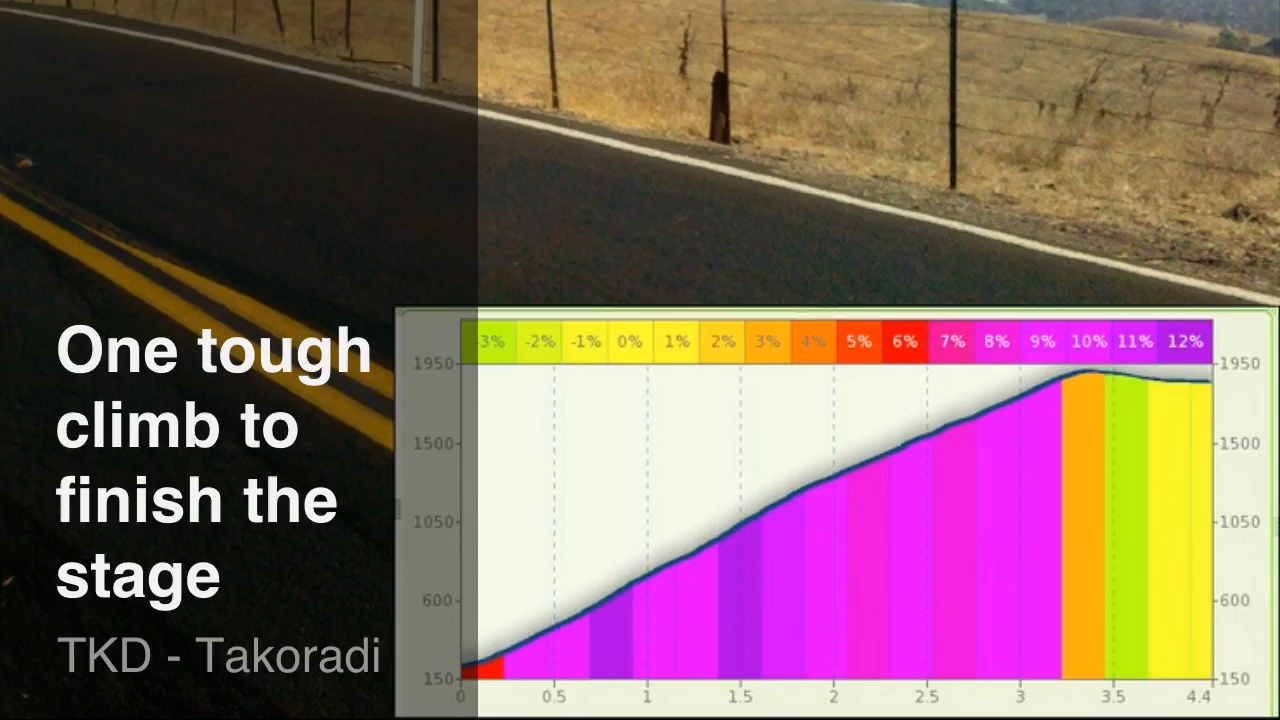 One tough
climb to
finish the
stage
TKD - Takoradi
-3% -2% -1% 0% 1% 2% 3% 4% 5% 6% 7% 8% 9% 10% 11% 12%
1950 1950
1500 1500
1050 1050
600 600
150 150
0 0.5 1 1.5 2 2.5 3 3.5 4.4